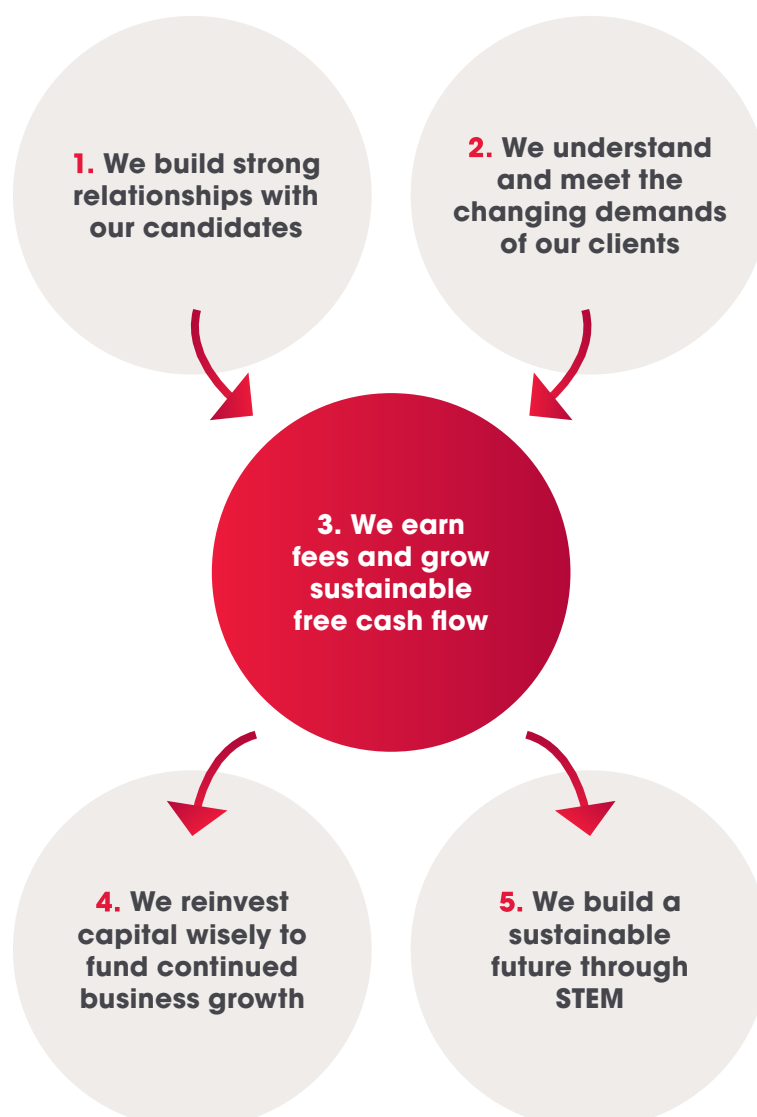 1. We build strong
relationships with
our candidates
2. We understand
and meet the
changing demands
of our clients
3. We earn
fees and grow
sustainable
free cash flow
4. We reinvest
capital wisely to
fund continued
business growth
5. We build a
sustainable
future through
STEM